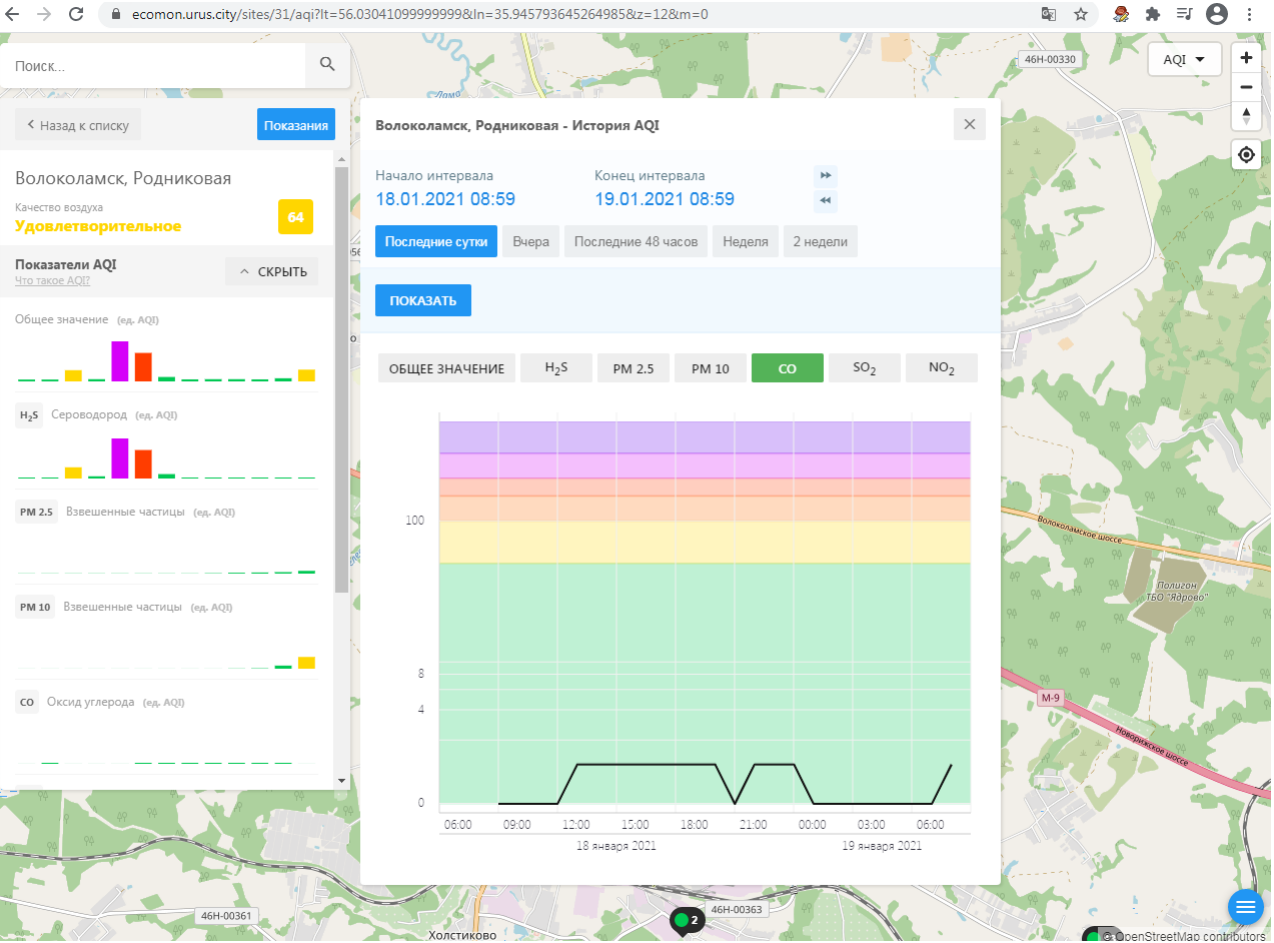 ecomon.urus.city/sites/31/aqi?lt=56.03041099999999&ln=35.945793645264985&z=12&m=0
Поиск...
46Н-00330
AQI
Назад к списку
Показания
Волоколамск, Родниковая
Качество воздуха
Удовлетворительное
64
Показатели AQI
Что такое AQI?
СКРЫТЬ
Общее значение (ед. AQI)
H2S Сероводород (ед. AQI)
PM 2.5 Взвешенные частицы (ед. AQI)
PM 10 Взвешенные частицы (ед. AQI)
CO Оксид углерода (ед. AQI)
Волоколамск, Родниковая - История AQI
Начало интервала
18.01.2021 08:59
Конец интервала
19.01.2021 08:59
Последние сутки
Вчера
Последние 48 часов
Неделя
2 недели
ПОКАЗАТЬ
ОБЩЕЕ ЗНАЧЕНИЕ
H2S
PM 2.5
PM 10
CO
SO2
NO2
100
8
4
0
06:00 09:00 12:00 15:00 18:00 21:00 00:00 03:00 06:00
18 января 2021 19 января 2021
Лама
Волоколамское шоссе
Полигон
ТБО "Ядрово"
М-9
Новорижское шоссе
46Н-00361
46Н-00363
2
Холстиково
© OpenStreetMap contributors